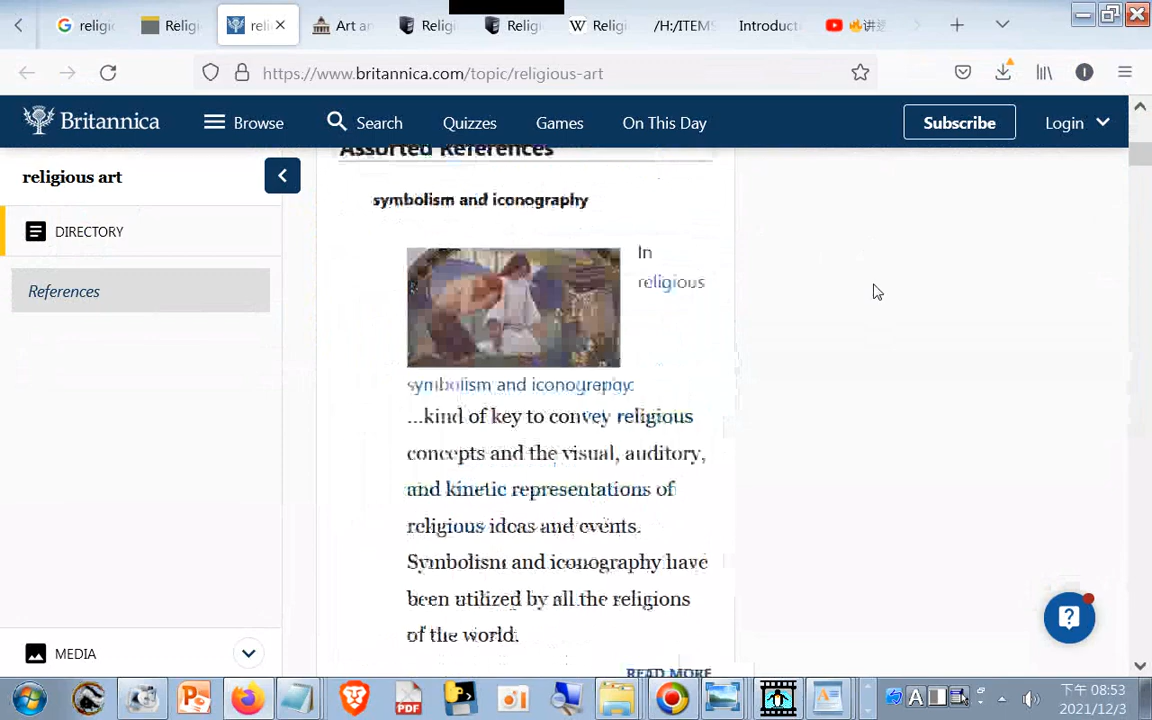 religic
Religi
reli
Art an
Religi
Religi
W Religi
/H:/ITEMS
Introducti
https://www.britannica.com/topic/religious-art
Britannica
Browse
Search
Quizzes
Games
On This Day
Subscribe
Login
religious art
DIRECTORY
References
MEDIA
Assorted References
symbolism and iconography
In
religious
symbolism and
...kind of key to convey religious
concepts and the visual, auditory,
and kinetic representations of
religious ideas and events.
Symbolism and iconography have
been utilized by all the religions
of the world.
READ MORE
PDF
A
下午 08:53
2021/12/3